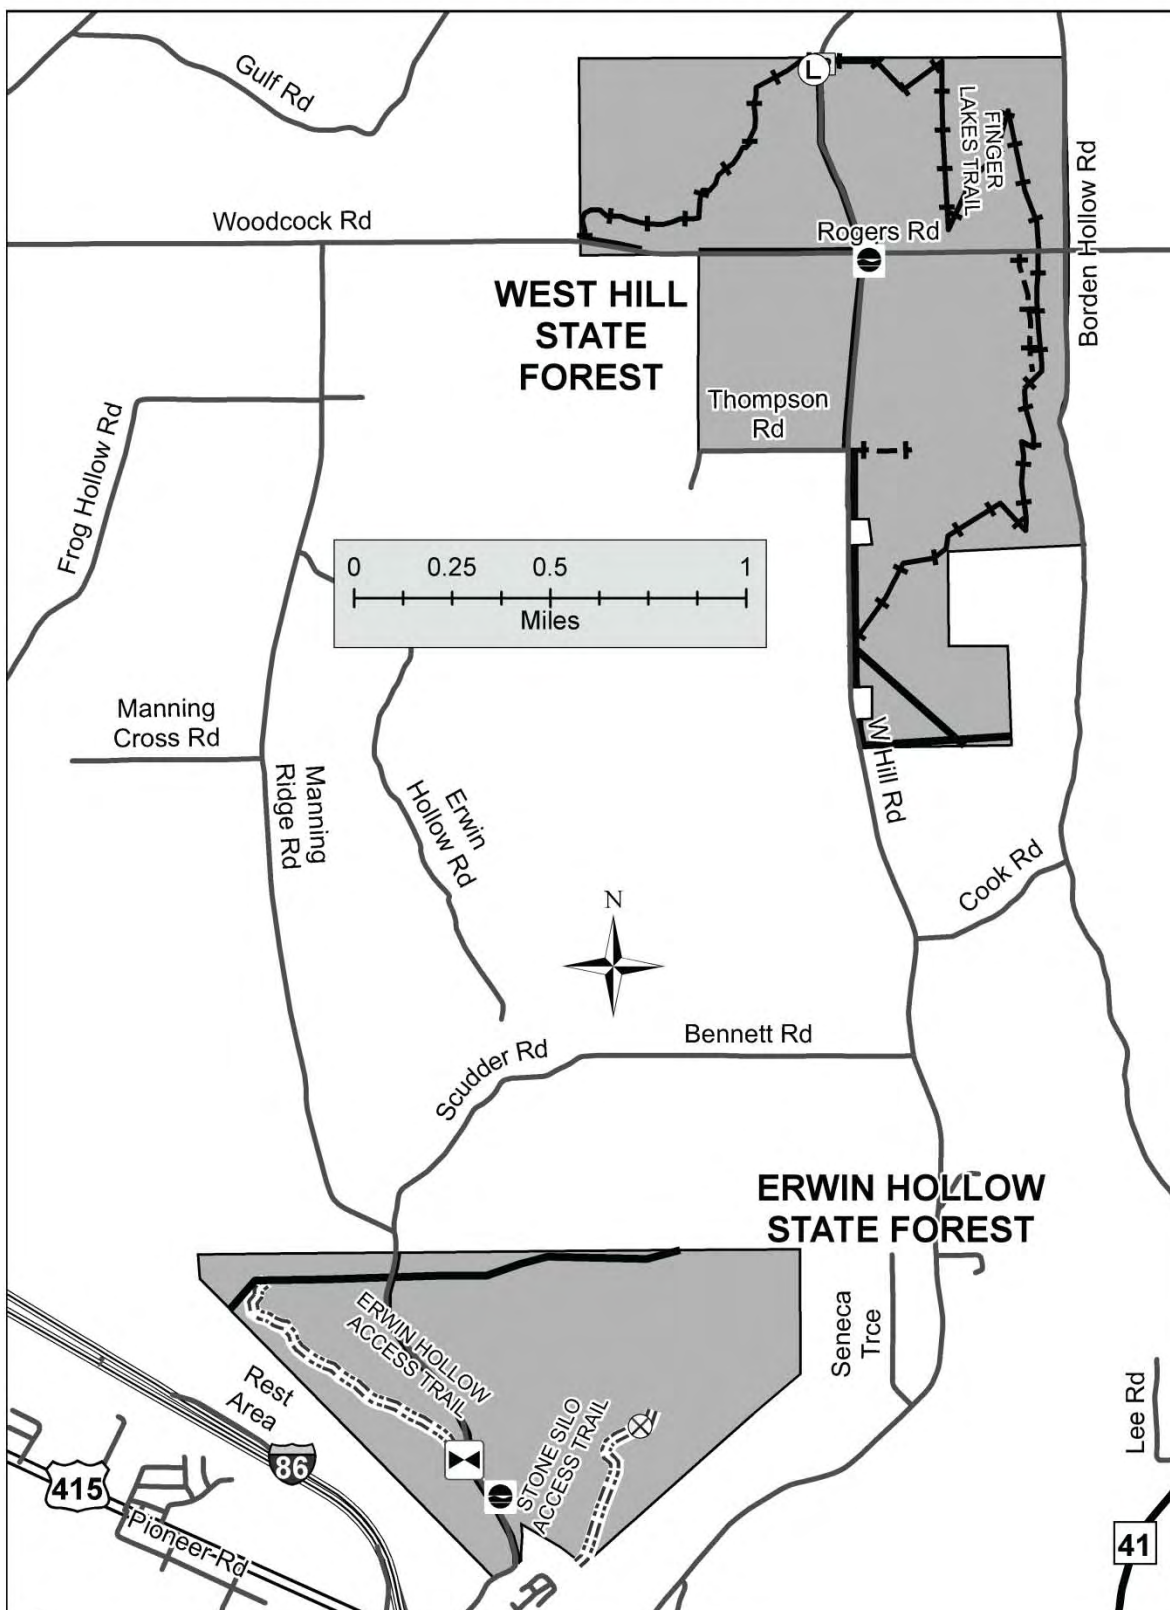 Gulf Rd
L
FINGER
LAKES TRAIL
Woodcock Rd
Rogers Rd
Borden Hollow Rd
WEST HILL
STATE
FOREST
Thompson
Rd
Frog Hollow Rd
0 0.25 0.5 1
Miles
Manning
Cross Rd
Manning
Ridge Rd
Erwin
Hollow Rd
W Hill Rd
Cook Rd
N
Bennett Rd
Scudder Rd
ERWIN HOLLOW
STATE FOREST
Seneca
Trce
ERWIN HOLLOW
ACCESS TRAIL
Rest
Area
STONE SILO
ACCESS TRAIL
Lee Rd
86
415
Pioneer-Rd
41